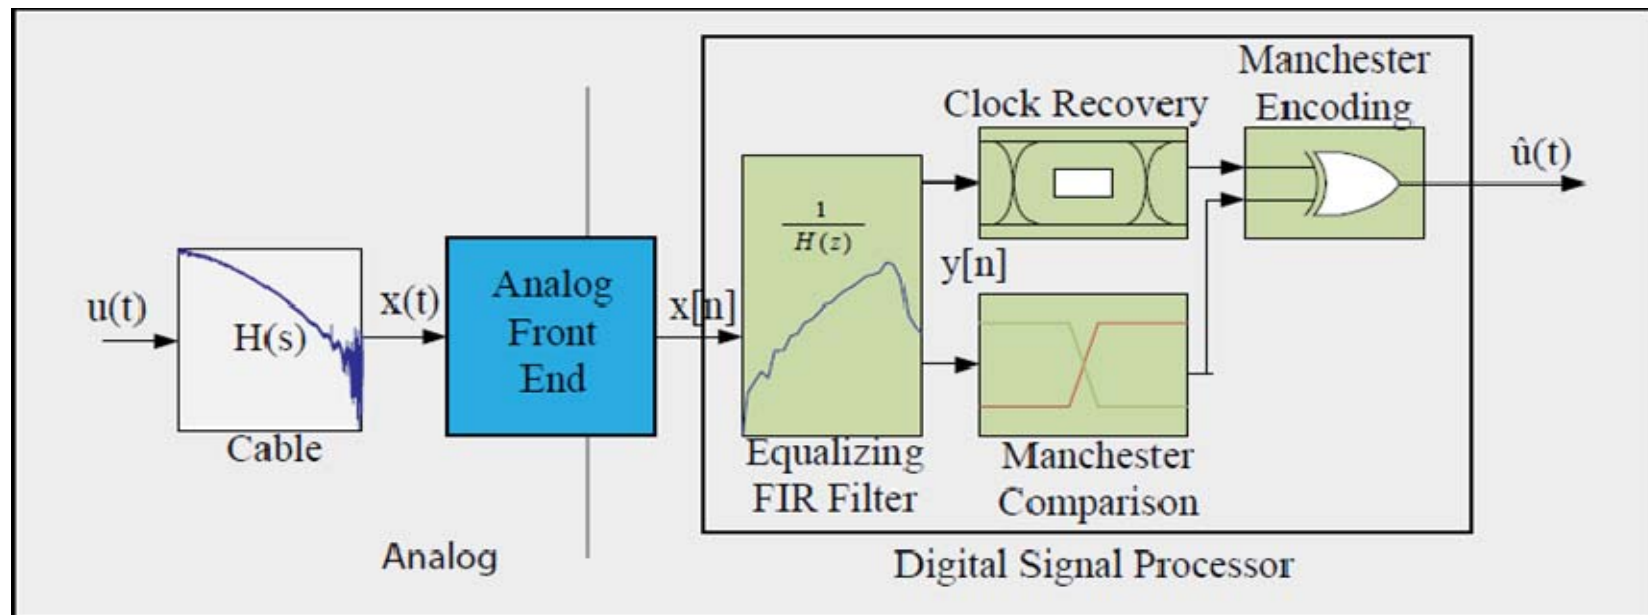 Manchester
Encoding
Clock Recovery
û(t)
1
H(z)
y[n]
u(t)
H(s)
x(t)
Analog
Front
End
x[n]
Cable
Equalizing
FIR Filter
Manchester
Comparison
Analog
Digital Signal Processor